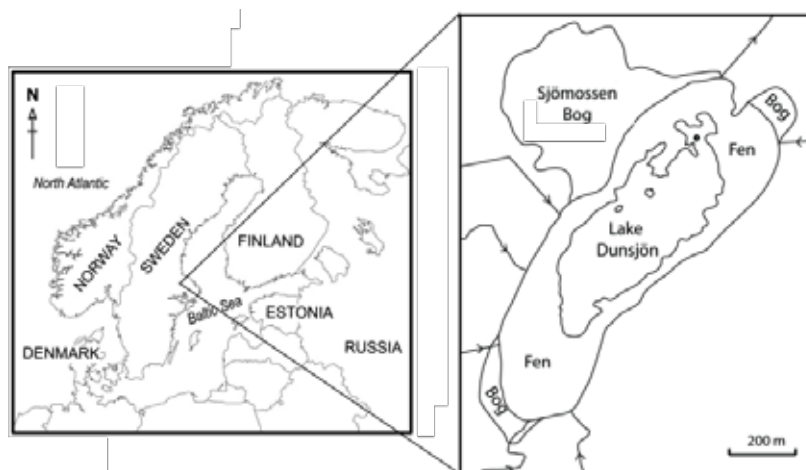 N
North Atlantic
NORWAY
SWEDEN
FINLAND
Baltic Sea
ESTONIA
DENMARK
RUSSIA
Sjömossen
Bog
Bog
Fen
Lake
Dunsjön
Fen
Bog
200 m